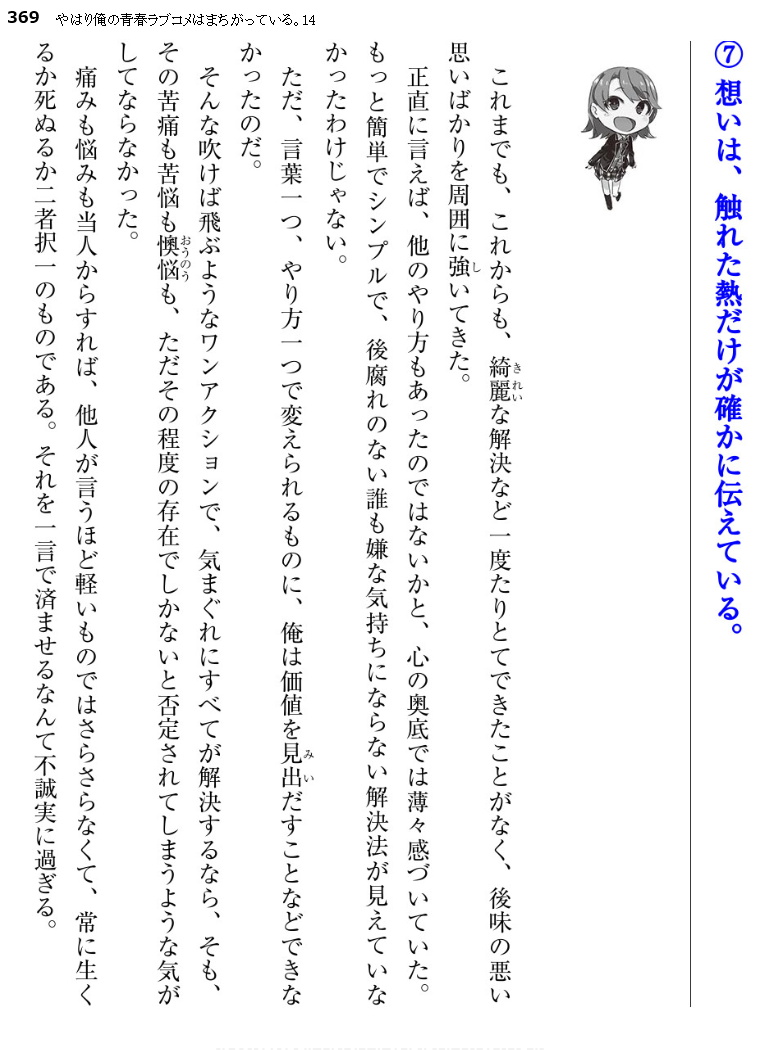 369 やはり俺の青春ラブコメはまちがっている。14
⑦ 想いは、触れた熱だけが確かに伝えている。
これまでも、これからも、綺麗な解決など一度たりとてできたことがなく、後味の悪い
思いばかりを周囲に強いてきた。
正直に言えば、他のやり方もあったのではないかと、心の奥底では薄々感づいていた。
もっと簡単でシンプルで、後腐れのない誰も嫌な気持ちにならない解決法が見えていな
かったわけじゃない。
ただ、言葉一つ、やり方一つで変えられるものに、俺は価値を見出だすことなどできな
かったのだ。
そんな吹けば飛ぶようなワンアクションで、気まぐれにすべてが解決するなら、そも、
その苦痛も苦悩も懊悩も、ただその程度の存在でしかないと否定されてしまうような気が
してならなかった。
痛みも悩みも当人からすれば、他人が言うほど軽いものではさらさらなくて、常に生く
るか死ぬるか二者択一のものである。それを一言で済ませるなんて不誠実に過ぎる。